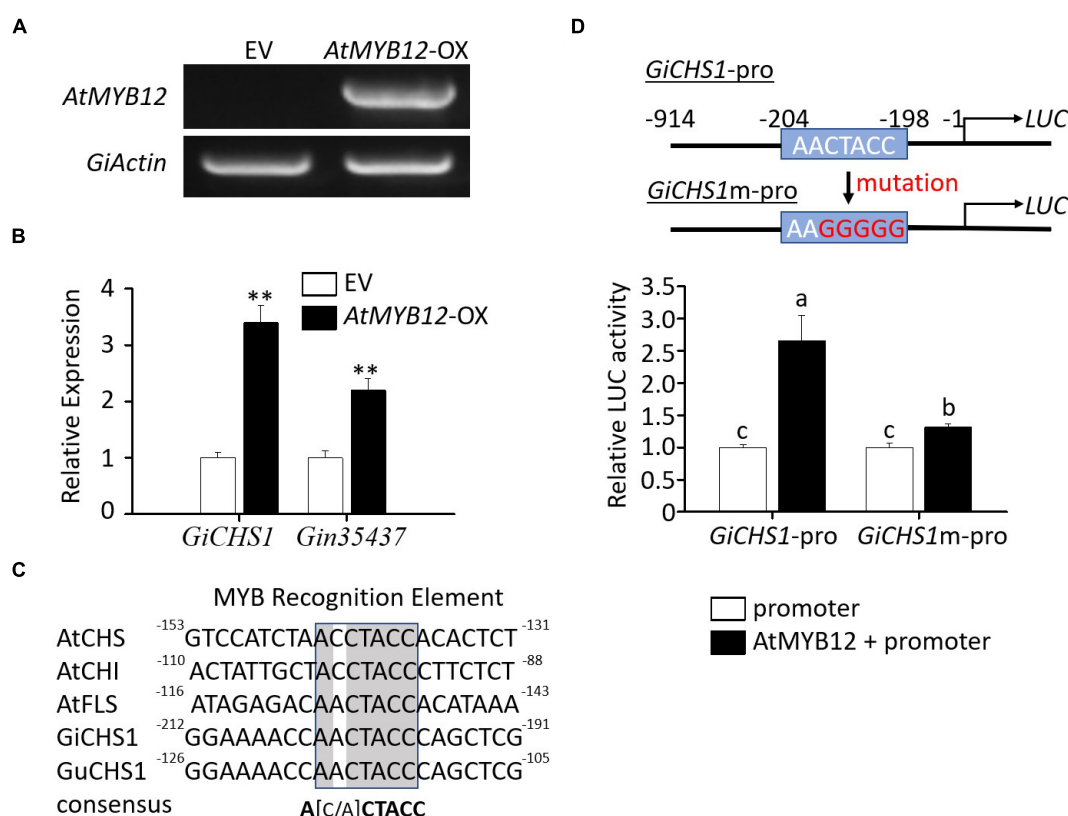 A
EV AtMYB12-OX
AtMYB12
GiActin
B
Relative Expression
4
3
2
1
0
EV
AtMYB12-OX
**
**
GiCHS1 Gin35437
C
MYB Recognition Element
AtCHS -153 GTCCATCTAACCTACCACACTCT -131
AtCHI -110 ACTATTGCTACCTACCCTTCTCT -88
AtFLS -116 ATAGAGACAACTACCACATAAA -143
GiCHS1 -212 GGAAAACCAACTACCCAGCTCG -191
GuCHS1 -126 GGAAAACCAACTACCCAGCTCG -105
consensus A[C/A]CTACC
D
GiCHS1-pro
-914 -204 -198 -1 LUC
AACTACC
mutation
GiCHS1m-pro
LUC
AAGGGGG
Relative LUC activity
3.5
3.0
2.5
2.0
1.5
1.0
0.5
0
c a c b
GiCHS1-pro GiCHS1m-pro
promoter
AtMYB12 + promoter